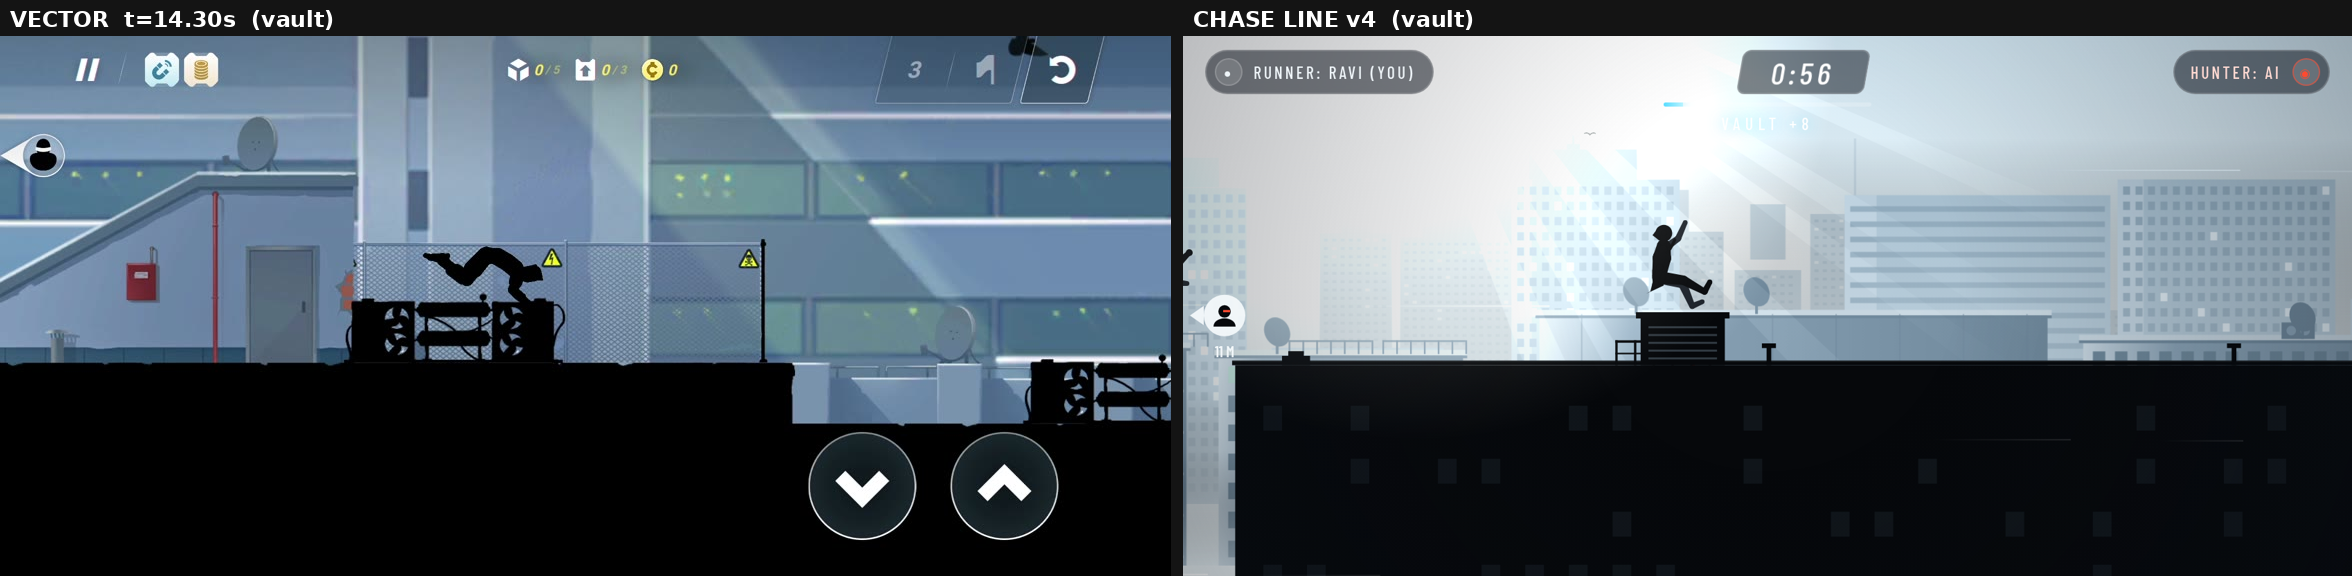 VECTOR t=14.30s (vault)
CHASE LINE v4 (vault)
0/5
0/3
0
3
RUNNER: RAVI (YOU)
0:56
HUNTER: AI
VAULT +8
11 M